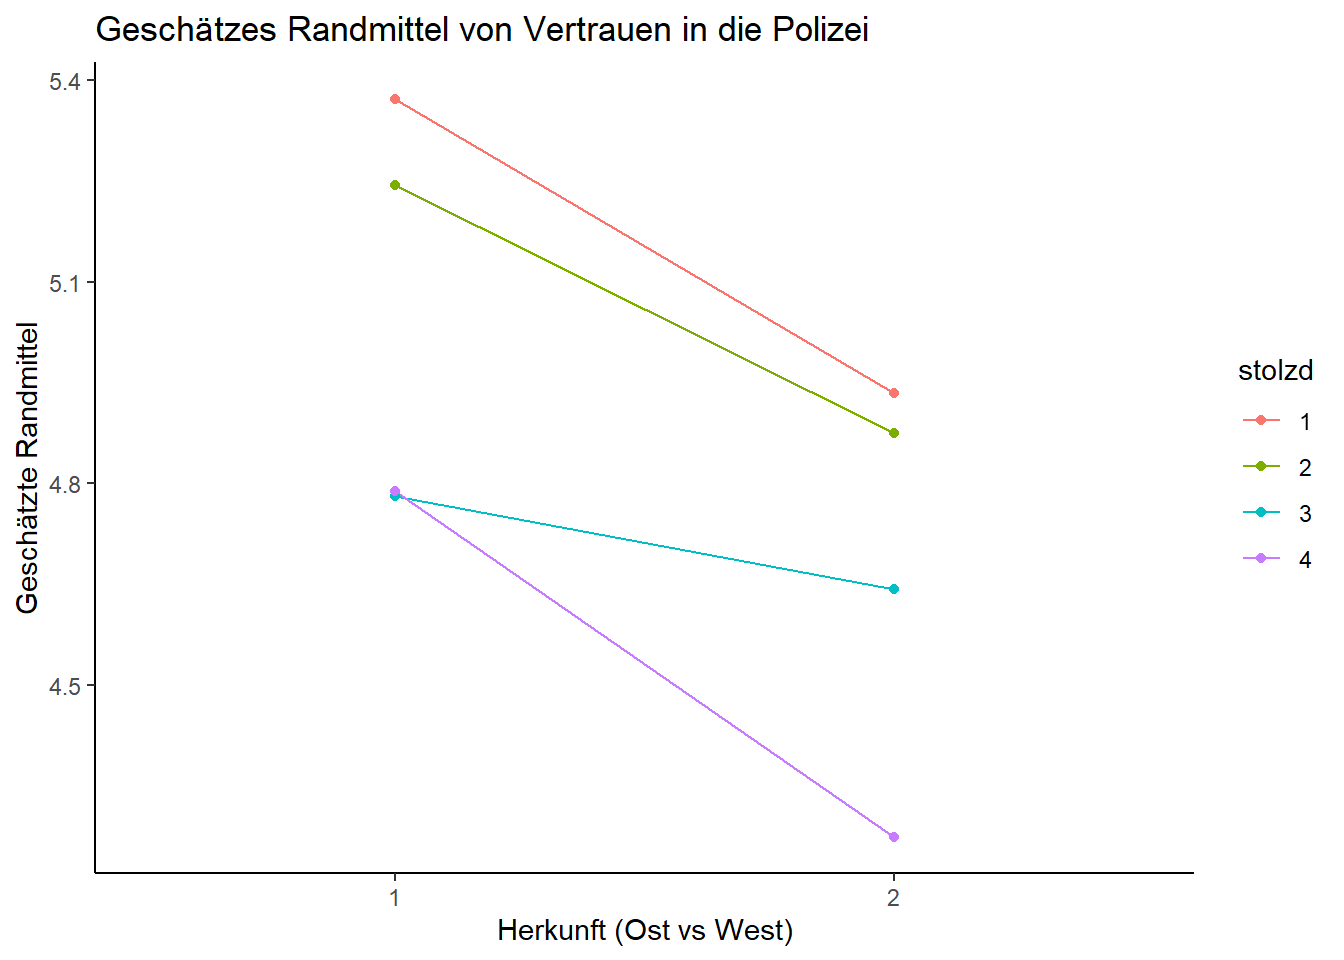 Geschätzes Randmittel von Vertrauen in die Polizei
Geschätzte Randmittel
5.4
5.1
4.8
4.5
1
2
Herkunft (Ost vs West)
stolzd
1
2
3
4